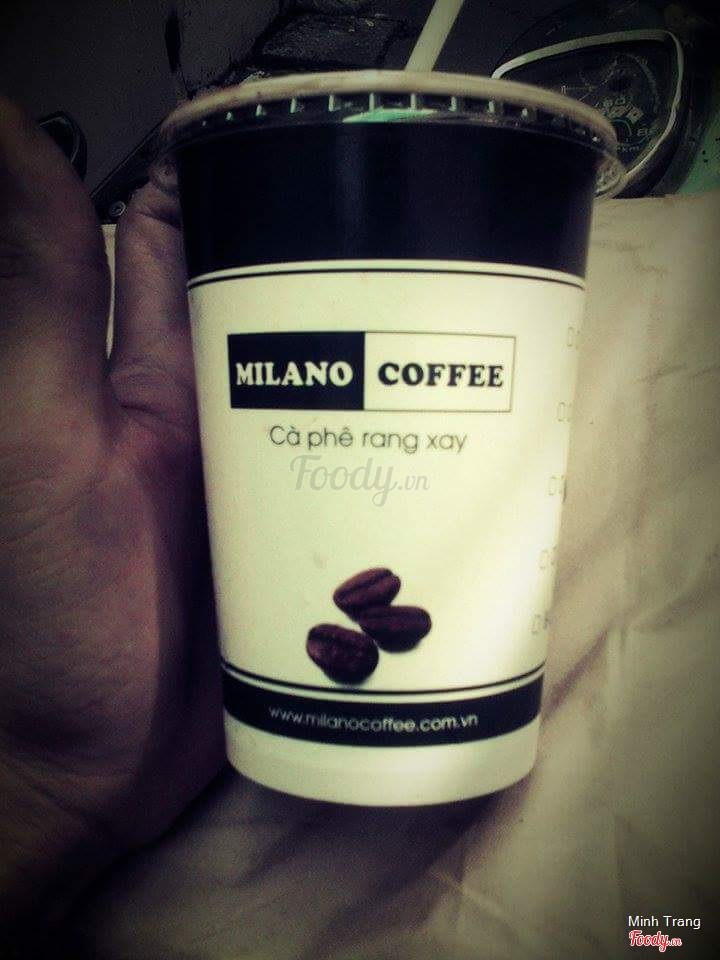 MILANO COFFEE
Cà phê rang xay
Foody.vn
www.milanocoffee.com.vn
Minh Trang
Foody.vn